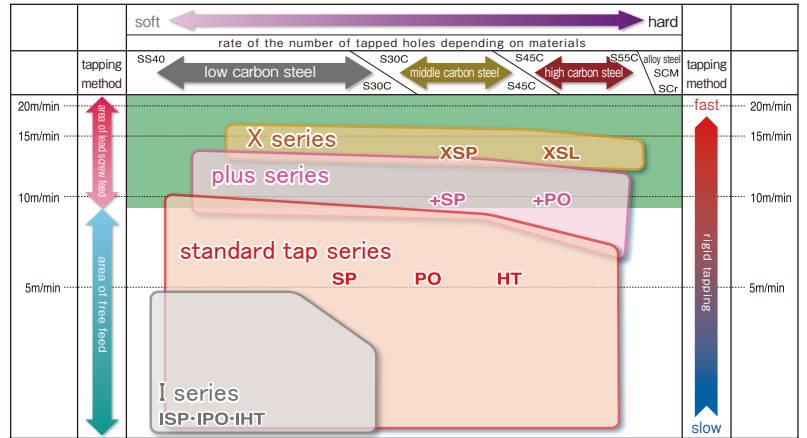 soft hard
rate of the number of tapped holes depending on materials
tapping method
SS40 low carbon steel S30C S30C middle carbon steel S45C S45C high carbon steel S55C alloy steel SCM SCr
tapping method
20m/min
15m/min
10m/min
5m/min
area of lead screw feed
area of free feed
X series
XSP XSL
plus series
+SP +PO
standard tap series
SP PO HT
I series
ISP·IPO·IHT
fast
rigid tapping
slow
20m/min
15m/min
10m/min
5m/min